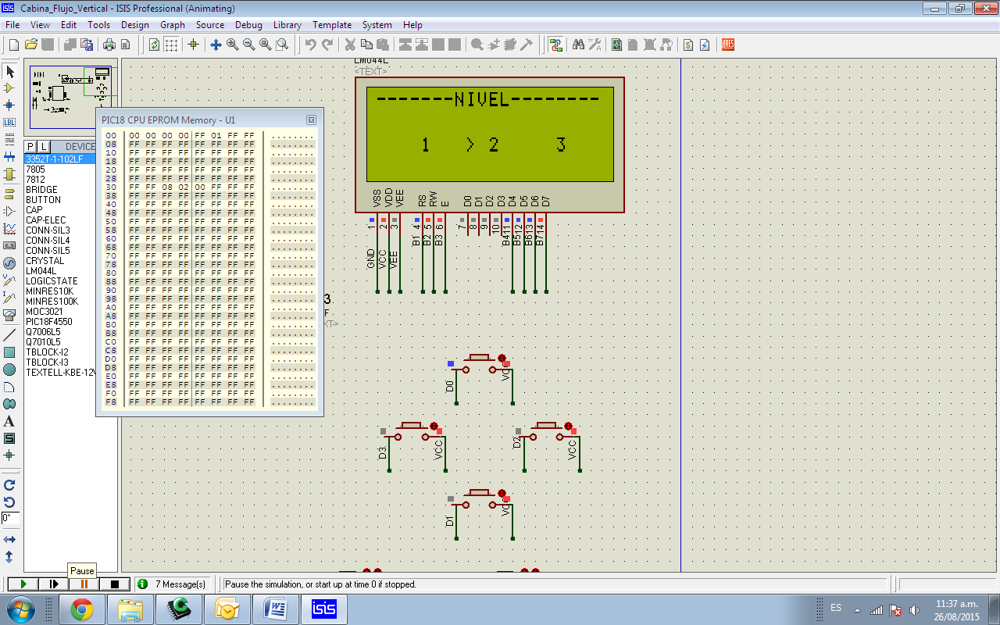 Cabina_Flujo_Vertical - ISIS Professional (Animating)
File View Edit Tools Design Graph Source Debug Library Template System Help
LM044L
<TEXT>
-------NIVEL--------
1 > 2 3
VSS VDD VEE RS RW E D0 D1 D2 D3 D4 D5 D6 D7
1 2 3 4 5 6 7 8 9 10 11 12 13 14
GND VCC VEE B1 B2 B3 B4 B5 B6 B7
PIC18 CPU EPROM Memory - U1
00 00 00 00 00 FF 01 FF FF ........
08 FF FF FF FF FF FF FF FF ........
10 FF FF FF FF FF FF FF FF ........
18 FF FF FF FF FF FF FF FF ........
20 FF FF FF FF FF FF FF FF ........
28 FF FF FF FF FF FF FF FF ........
30 FF FF 08 02 00 FF FF FF ........
38 FF FF FF FF FF FF FF FF ........
40 FF FF FF FF FF FF FF FF ........
48 FF FF FF FF FF FF FF FF ........
50 FF FF FF FF FF FF FF FF ........
58 FF FF FF FF FF FF FF FF ........
60 FF FF FF FF FF FF FF FF ........
68 FF FF FF FF FF FF FF FF ........
70 FF FF FF FF FF FF FF FF ........
78 FF FF FF FF FF FF FF FF ........
80 FF FF FF FF FF FF FF FF ........
88 FF FF FF FF FF FF FF FF ........
90 FF FF FF FF FF FF FF FF ........
98 FF FF FF FF FF FF FF FF ........
A0 FF FF FF FF FF FF FF FF ........
A8 FF FF FF FF FF FF FF FF ........
B0 FF FF FF FF FF FF FF FF ........
B8 FF FF FF FF FF FF FF FF ........
C0 FF FF FF FF FF FF FF FF ........
C8 FF FF FF FF FF FF FF FF ........
D0 FF FF FF FF FF FF FF FF ........
D8 FF FF FF FF FF FF FF FF ........
E0 FF FF FF FF FF FF FF FF ........
E8 FF FF FF FF FF FF FF FF ........
F0 FF FF FF FF FF FF FF FF ........
F8 FF FF FF FF FF FF FF FF ........
P L DEVICE
3352T-1-102LF
7805
7812
BRIDGE
BUTTON
CAP
CAP-ELEC
CONN-SIL3
CONN-SIL4
CONN-SIL5
CRYSTAL
LM044L
LOGICSTATE
MINRES10K
MINRES100K
MOC3021
PIC18F4550
Q7006L5
Q7010L5
TBLOCK-I2
TBLOCK-I3
TEXTELL-KBE-12V
LBL
ARES
3
F
XT>
D0 VCC
D3 VCC
D2 VCC
D1 VCC
A
S
0°
Pause
7 Message(s)
Pause the simulation, or start up at time 0 if stopped.
isis
ES
11:37 a.m.
26/08/2015